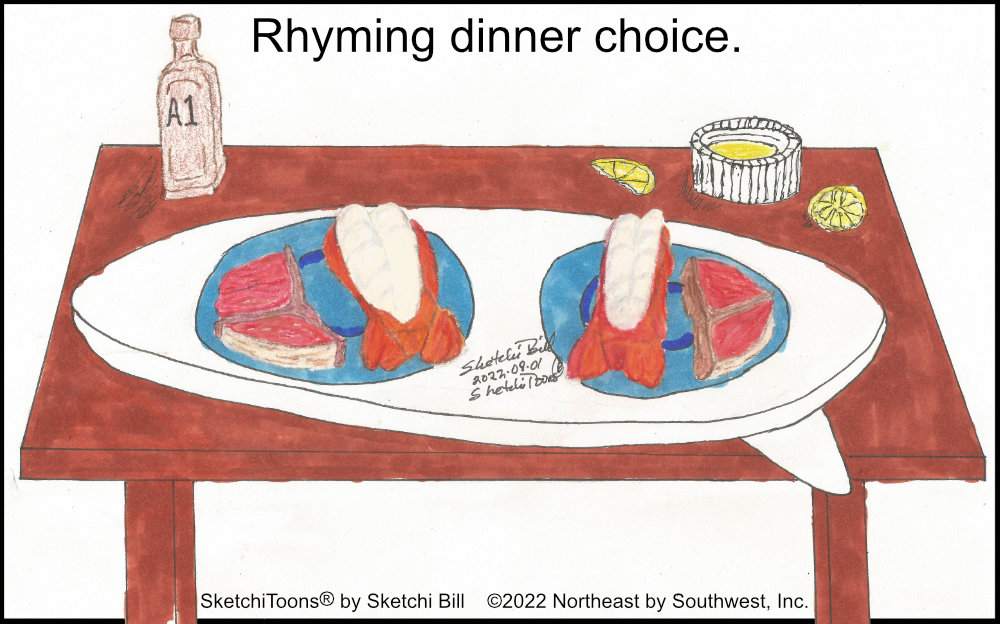 Rhyming dinner choice.
A1
Sketchi Bill
2022.09.01
SketchiToons®
SketchiToons® by Sketchi Bill ©2022 Northeast by Southwest, Inc.